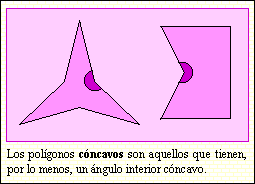 Los polígonos cóncavos son aquellos que tienen,
por lo menos, un ángulo interior cóncavo.